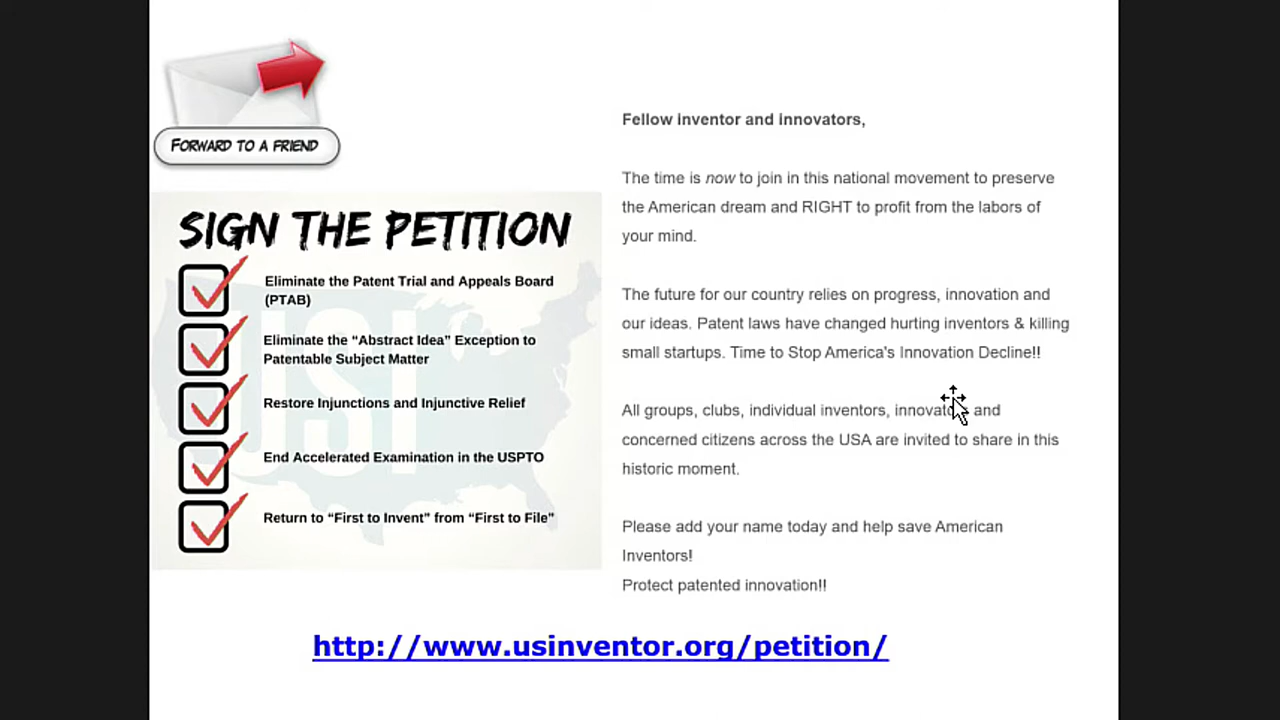 FORWARD TO A FRIEND
SIGN THE PETITION
Eliminate the Patent Trial and Appeals Board
(PTAB)
Eliminate the “Abstract Idea” Exception to
Patentable Subject Matter
Restore Injunctions and Injunctive Relief
End Accelerated Examination in the USPTO
Return to “First to Invent” from “First to File”
USI
Fellow inventor and innovators,
The time is now to join in this national movement to preserve
the American dream and RIGHT to profit from the labors of
your mind.
The future for our country relies on progress, innovation and
our ideas. Patent laws have changed hurting inventors & killing
small startups. Time to Stop America's Innovation Decline!!
All groups, clubs, individual inventors, innovators and
concerned citizens across the USA are invited to share in this
historic moment.
Please add your name today and help save American
Inventors!
Protect patented innovation!!
http://www.usinventor.org/petition/